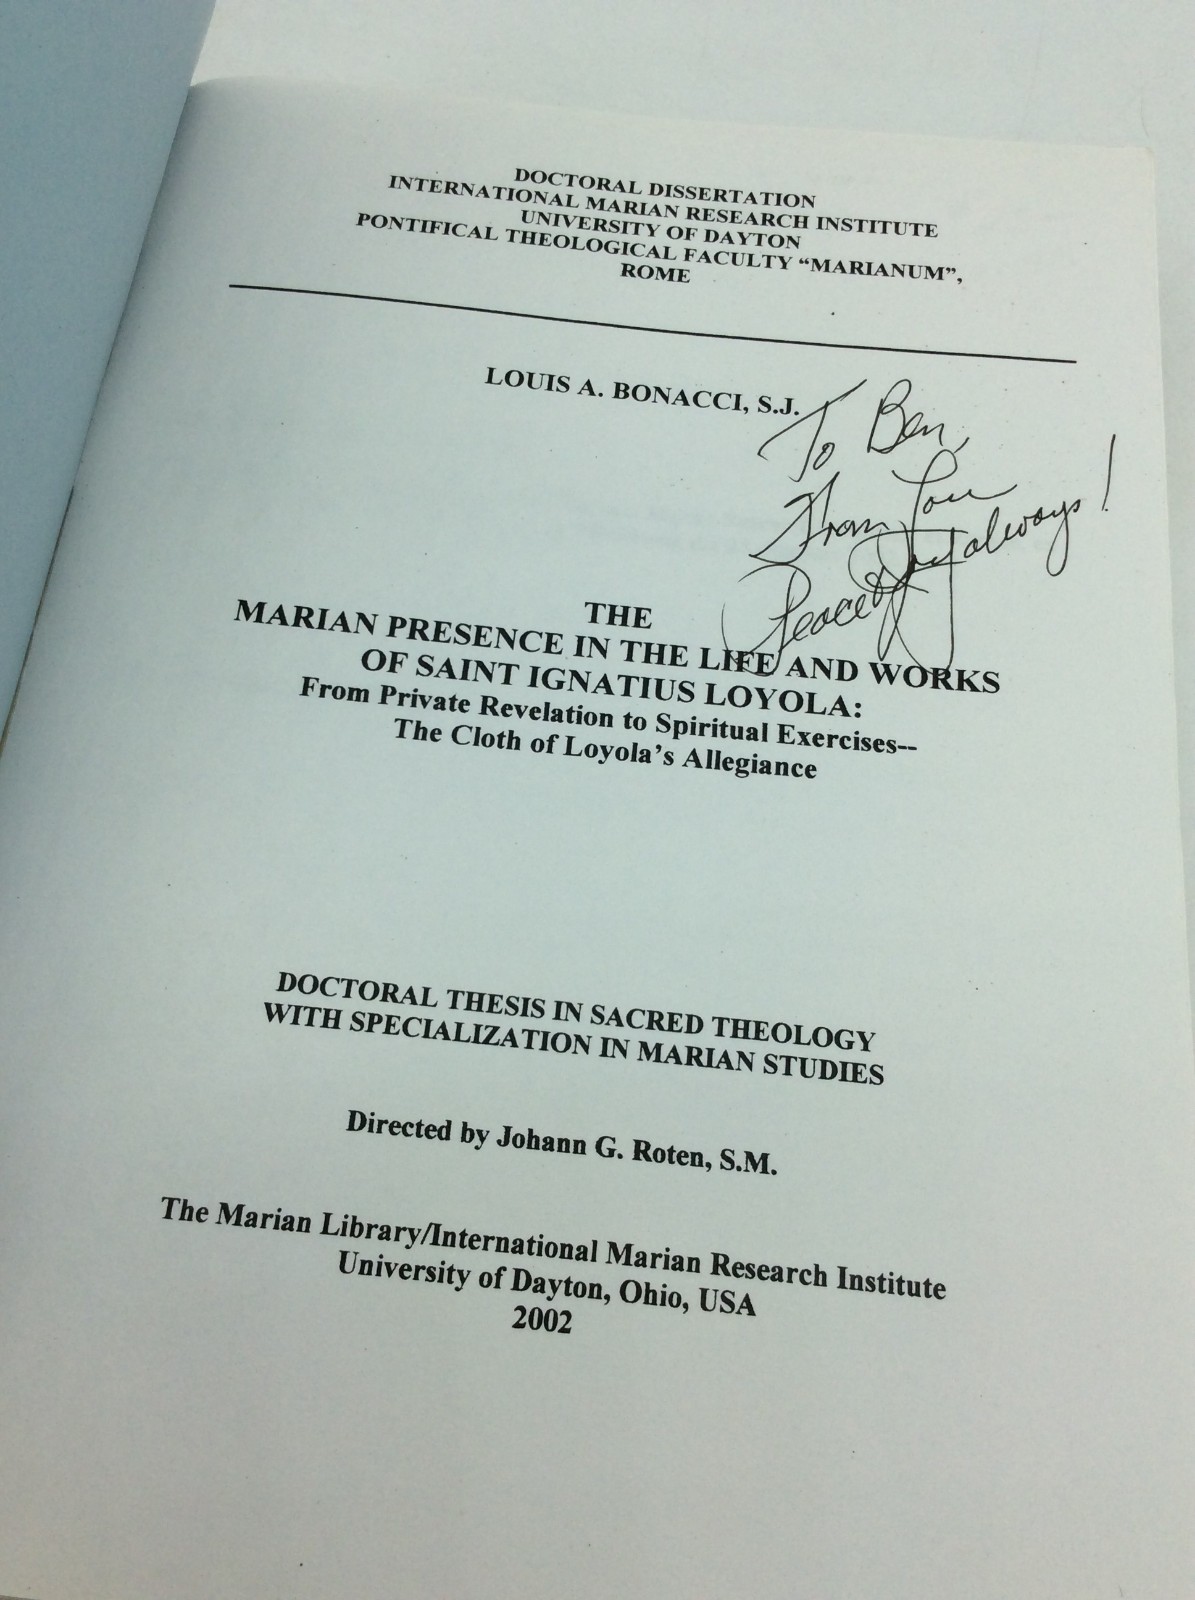 DOCTORAL DISSERTATION
INTERNATIONAL MARIAN RESEARCH INSTITUTE
UNIVERSITY OF DAYTON
PONTIFICAL THEOLOGICAL FACULTY “MARIANUM”,
ROME
LOUIS A. BONACCI, S.J.
To Ben,
From Lou
Peace & Joy always!
THE
MARIAN PRESENCE IN THE LIFE AND WORKS
OF SAINT IGNATIUS LOYOLA:
From Private Revelation to Spiritual Exercises--
The Cloth of Loyola’s Allegiance
DOCTORAL THESIS IN SACRED THEOLOGY
WITH SPECIALIZATION IN MARIAN STUDIES
Directed by Johann G. Roten, S.M.
The Marian Library/International Marian Research Institute
University of Dayton, Ohio, USA
2002